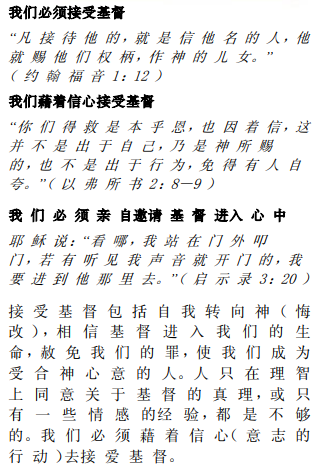 我们必须接受基督
“凡接待他的,就是信他名的人,他
就赐他们权柄,作神的儿女。”
(约翰福音1:12)
我们藉着信心接受基督
“你们得救是本乎恩,也因着信,这
并不是出于自己,乃是神所赐
的,也不是出于行为,免得有人自
夸。”(以弗所书2:8—9)
我们必须亲自邀请基督进入心中
耶稣说:“看哪,我站在门外叩
门,若有听见我声音就开门的,我
要进到他那里去。”(启示录3:20)
接受基督包括自我转向神(悔
改),相信基督进入我们的生
命,赦免我们的罪,使我们成为
受合神心意的人。人只在理智
上同意关于基督的真理,或只
有一些情感的经验,都是不够
的。我们必须藉着信心(意志的
行动)去接受基督。